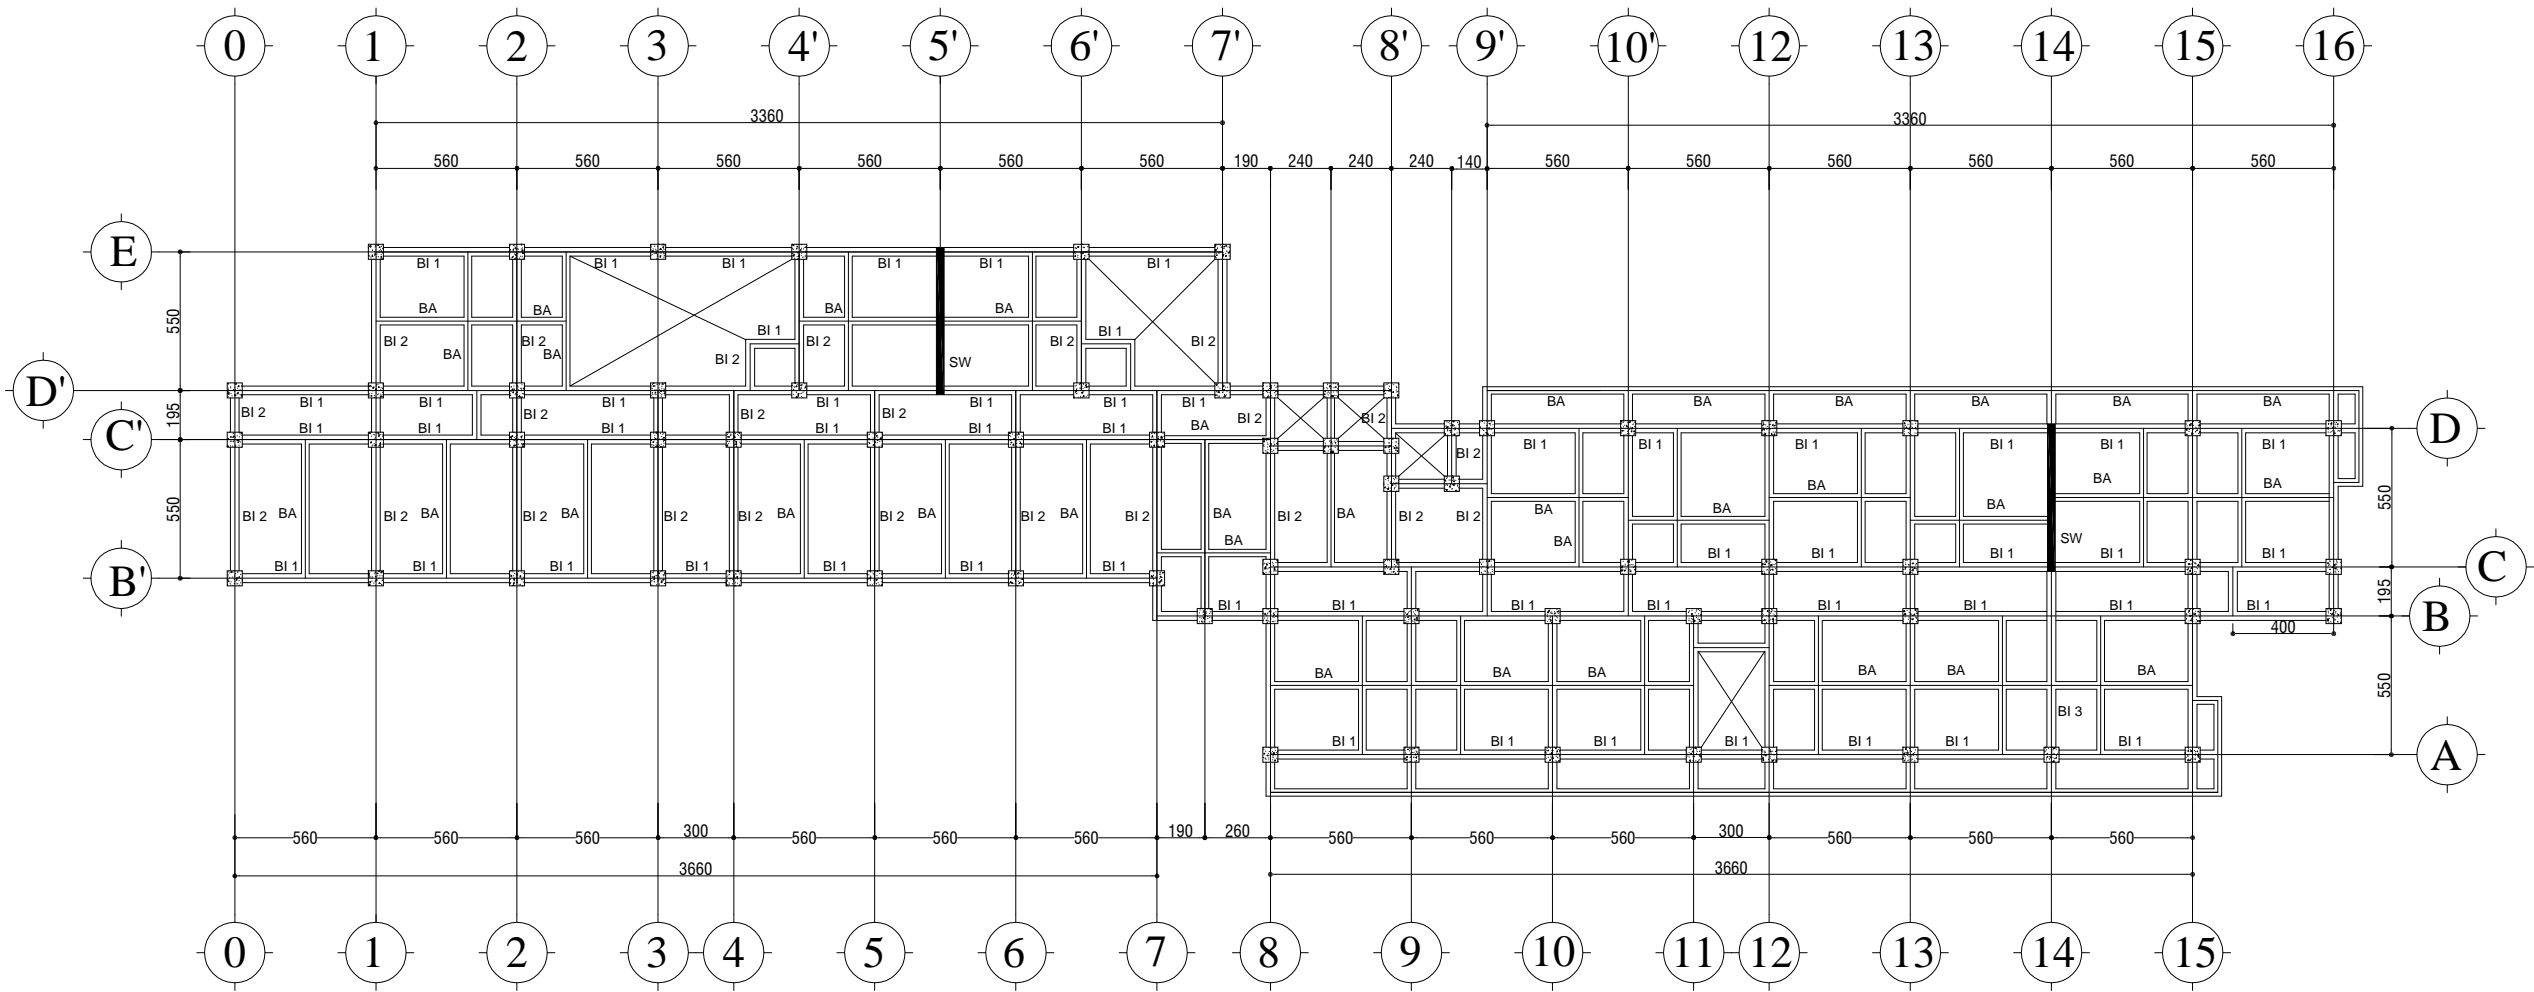 0 1 2 3 4' 5' 6' 7' 8' 9' 10' 12 13 14 15 16
3360 3360
560 560 560 560 560 560 190 240 240 240 140 560 560 560 560 560 560
E
BI 1 BI 1 BI 1 BI 1 BI 1 BI 1
BA BA BA BA
550
BI 1 BI 1
BI 2 BI 2 BI 2 BI 2 BI 2
BA BA BI 2 SW
D'
BI 1 BI 1 BI 1 BI 1 BI 1 BI 1 BI 1 BA BA BA BA BA BA
195
BI 2 BI 2 BI 2 BI 2 BI 2 BI 2
BA
BI 1 BI 1 BI 1 BI 1 BI 1 BI 1
C' D
BI 1 BI 1 BI 1 BI 1 BI 1 BI 1
BI 2
BA BA BA
BA BA BA
550 550
BI 2 BA BI 2 BA BI 2 BA BI 2 BI 2 BA BI 2 BA BI 2 BA BI 2 BA BI 2 BA BI 2 BI 2
BA BA SW
BI 1 BI 1 BI 1 BI 1 BI 1 BI 1 BI 1 BI 1 BI 1 BI 1 BI 1 BI 1
B' C
195
BI 1 BI 1 BI 1 BI 1 BI 1 BI 1 BI 1 BI 1
B
400
BA BA BA BA BA BA
550
BI 3
BI 1 BI 1 BI 1 BI 1 BI 1 BI 1 BI 1
A
560 560 560 300 560 560 560 190 260 560 560 560 300 560 560 560
3660 3660
0 1 2 3 4 5 6 7 8 9 10 11 12 13 14 15